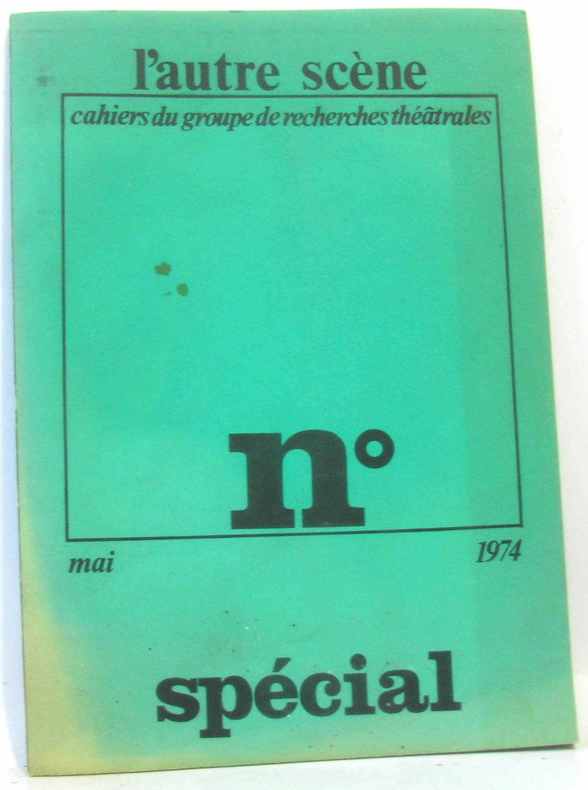 l'autre scène
cahiers du groupe de recherches théâtrales
n°
mai 1974
spécial